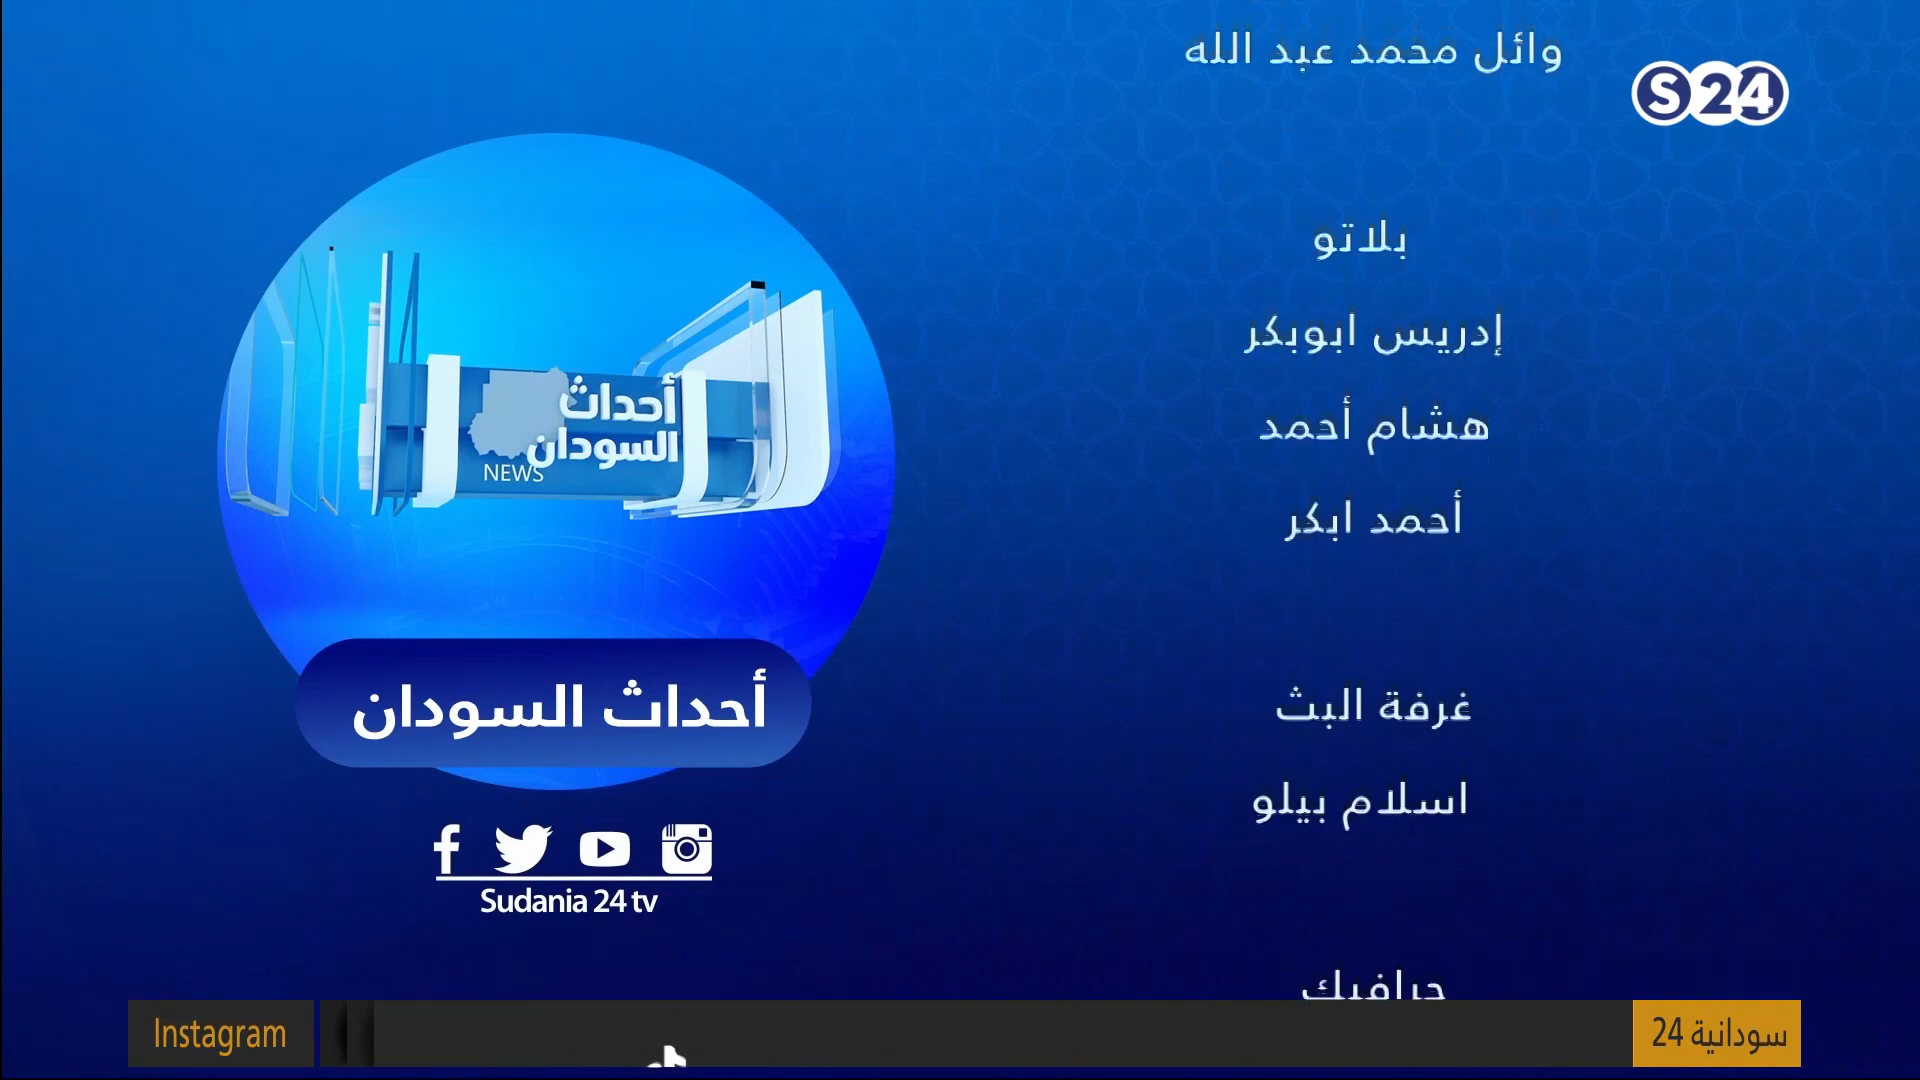 وائل محمد عبد الله
S24
بلاتو
إدريس ابوبكر
هشام أحمد
أحمد ابكر
أحداث
السودان
NEWS
أحداث السودان
غرفة البث
اسلام بيلو
Sudania 24 tv
جرافيك
Instagram
سودانية 24